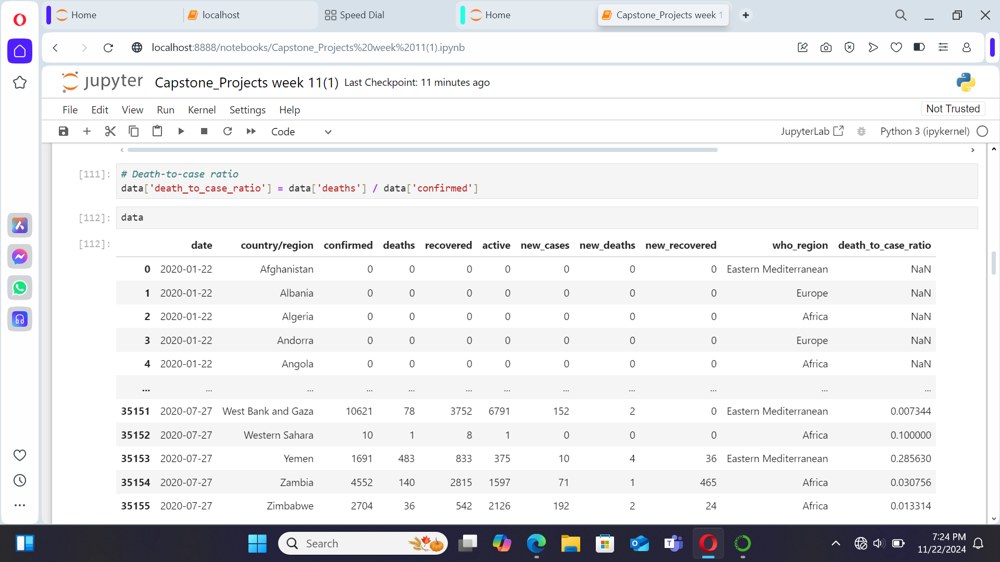 Home
localhost
Speed Dial
Home
Capstone_Projects week 1
localhost:8888/notebooks/Capstone_Projects%20week%2011(1).ipynb
jupyter Capstone_Projects week 11(1) Last Checkpoint: 11 minutes ago
File Edit View Run Kernel Settings Help
Not Trusted
Code
JupyterLab
Python 3 (ipykernel)
[111]: # Death-to-case ratio
data['death_to_case_ratio'] = data['deaths'] / data['confirmed']
[112]: data
[112]: date country/region confirmed deaths recovered active new_cases new_deaths new_recovered who_region death_to_case_ratio
0 2020-01-22 Afghanistan 0 0 0 0 0 0 0 Eastern Mediterranean NaN
1 2020-01-22 Albania 0 0 0 0 0 0 0 Europe NaN
2 2020-01-22 Algeria 0 0 0 0 0 0 0 Africa NaN
3 2020-01-22 Andorra 0 0 0 0 0 0 0 Europe NaN
4 2020-01-22 Angola 0 0 0 0 0 0 0 Africa NaN
... ... ... ... ... ... ... ... ... ... ... ...
35151 2020-07-27 West Bank and Gaza 10621 78 3752 6791 152 2 0 Eastern Mediterranean 0.007344
35152 2020-07-27 Western Sahara 10 1 8 1 0 0 0 Africa 0.100000
35153 2020-07-27 Yemen 1691 483 833 375 10 4 36 Eastern Mediterranean 0.285630
35154 2020-07-27 Zambia 4552 140 2815 1597 71 1 465 Africa 0.030756
35155 2020-07-27 Zimbabwe 2704 36 542 2126 192 2 24 Africa 0.013314
Search
7:24 PM
11/22/2024